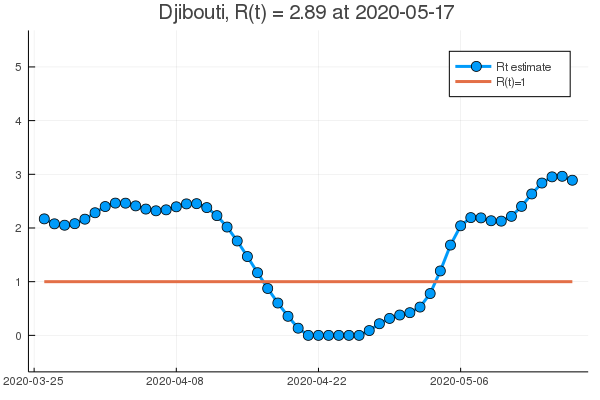 Djibouti, R(t) = 2.89 at 2020-05-17
Rt estimate
R(t)=1
5
4
3
2
1
0
2020-03-25 2020-04-08 2020-04-22 2020-05-06